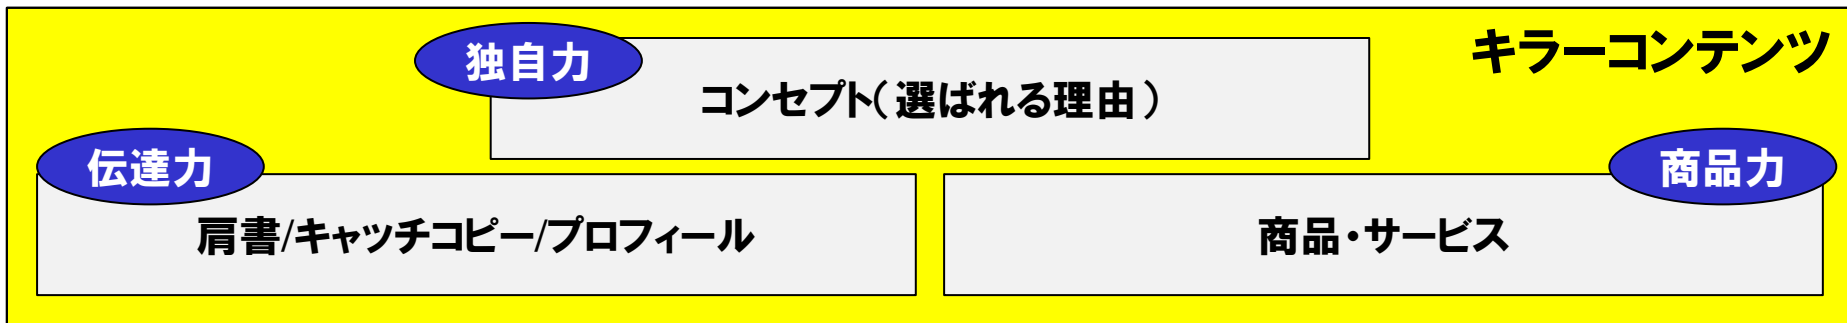 キラーコンテンツ
独自力
コンセプト(選ばれる理由)
伝達力
肩書/キャッチコピー/プロフィール
商品力
商品・サービス